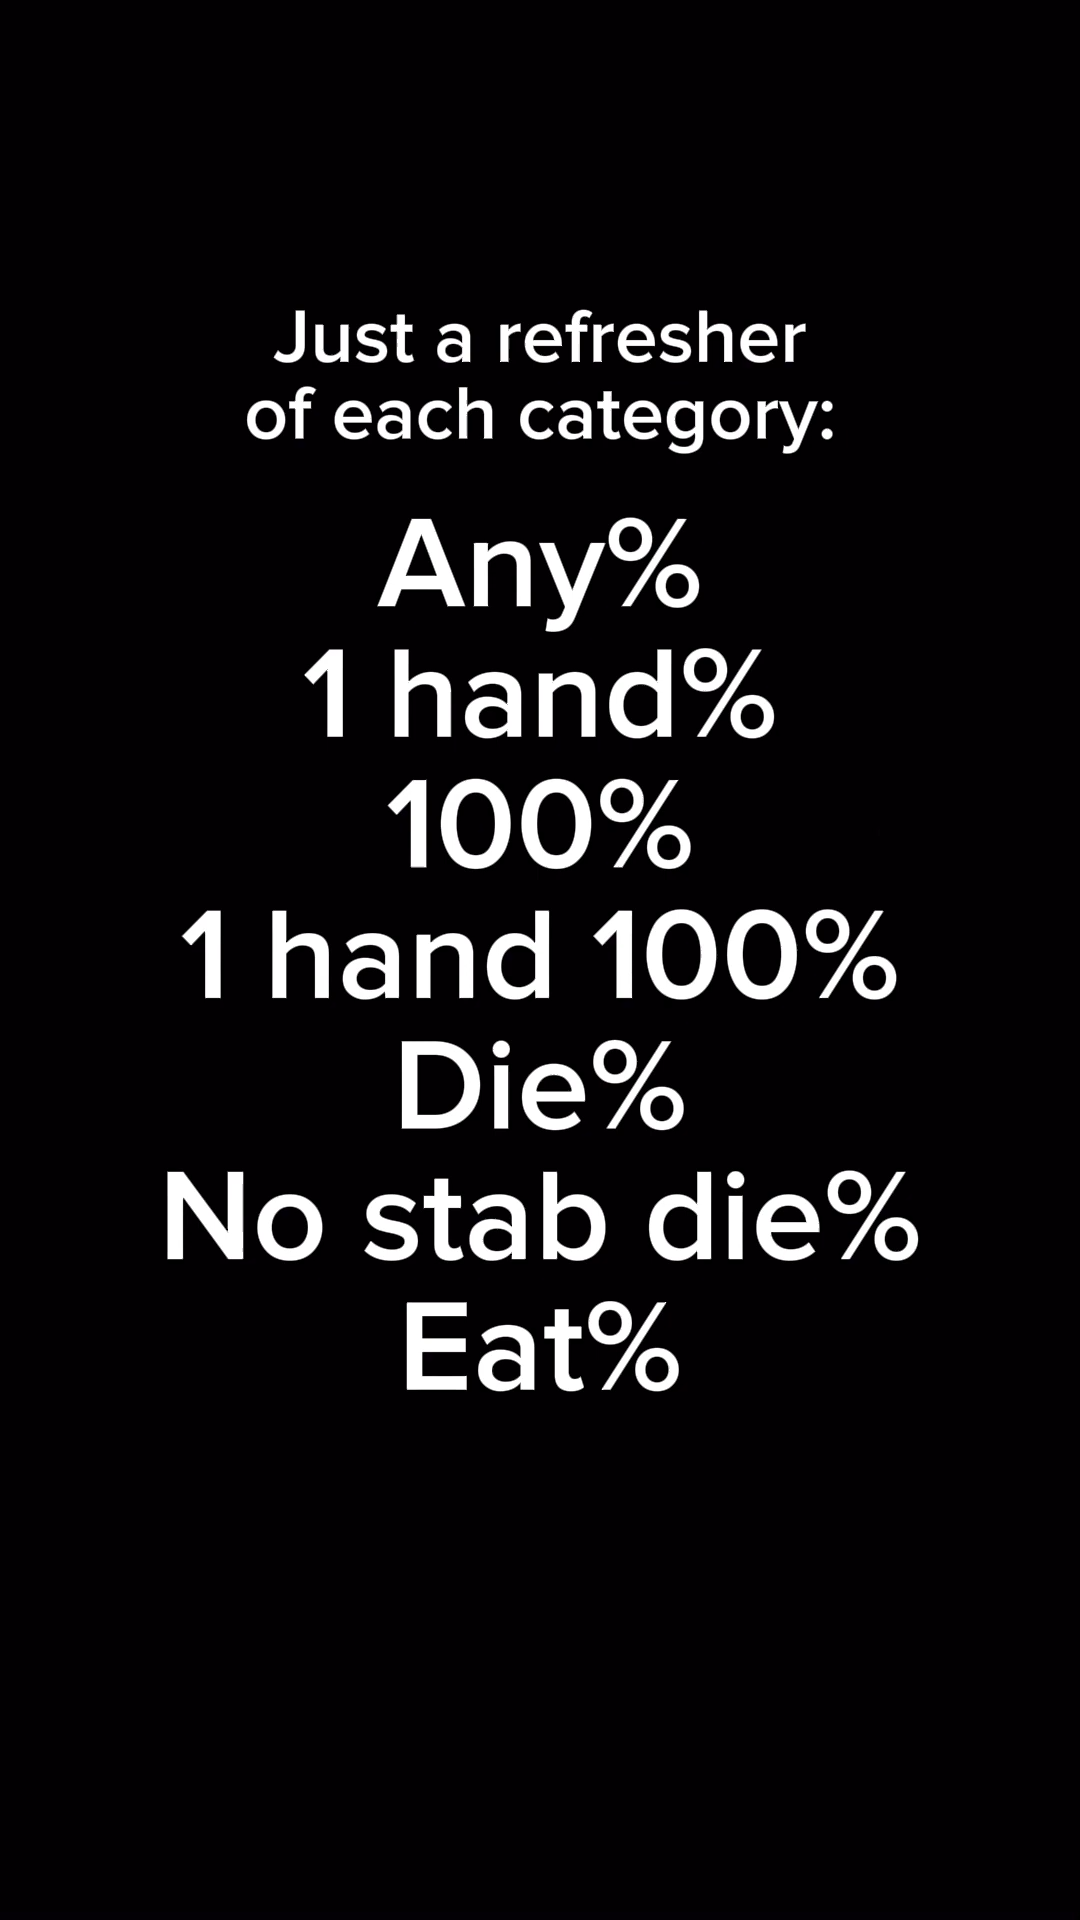 Just a refresher
of each category:
Any%
1 hand%
100%
1 hand 100%
Die%
No stab die%
Eat%